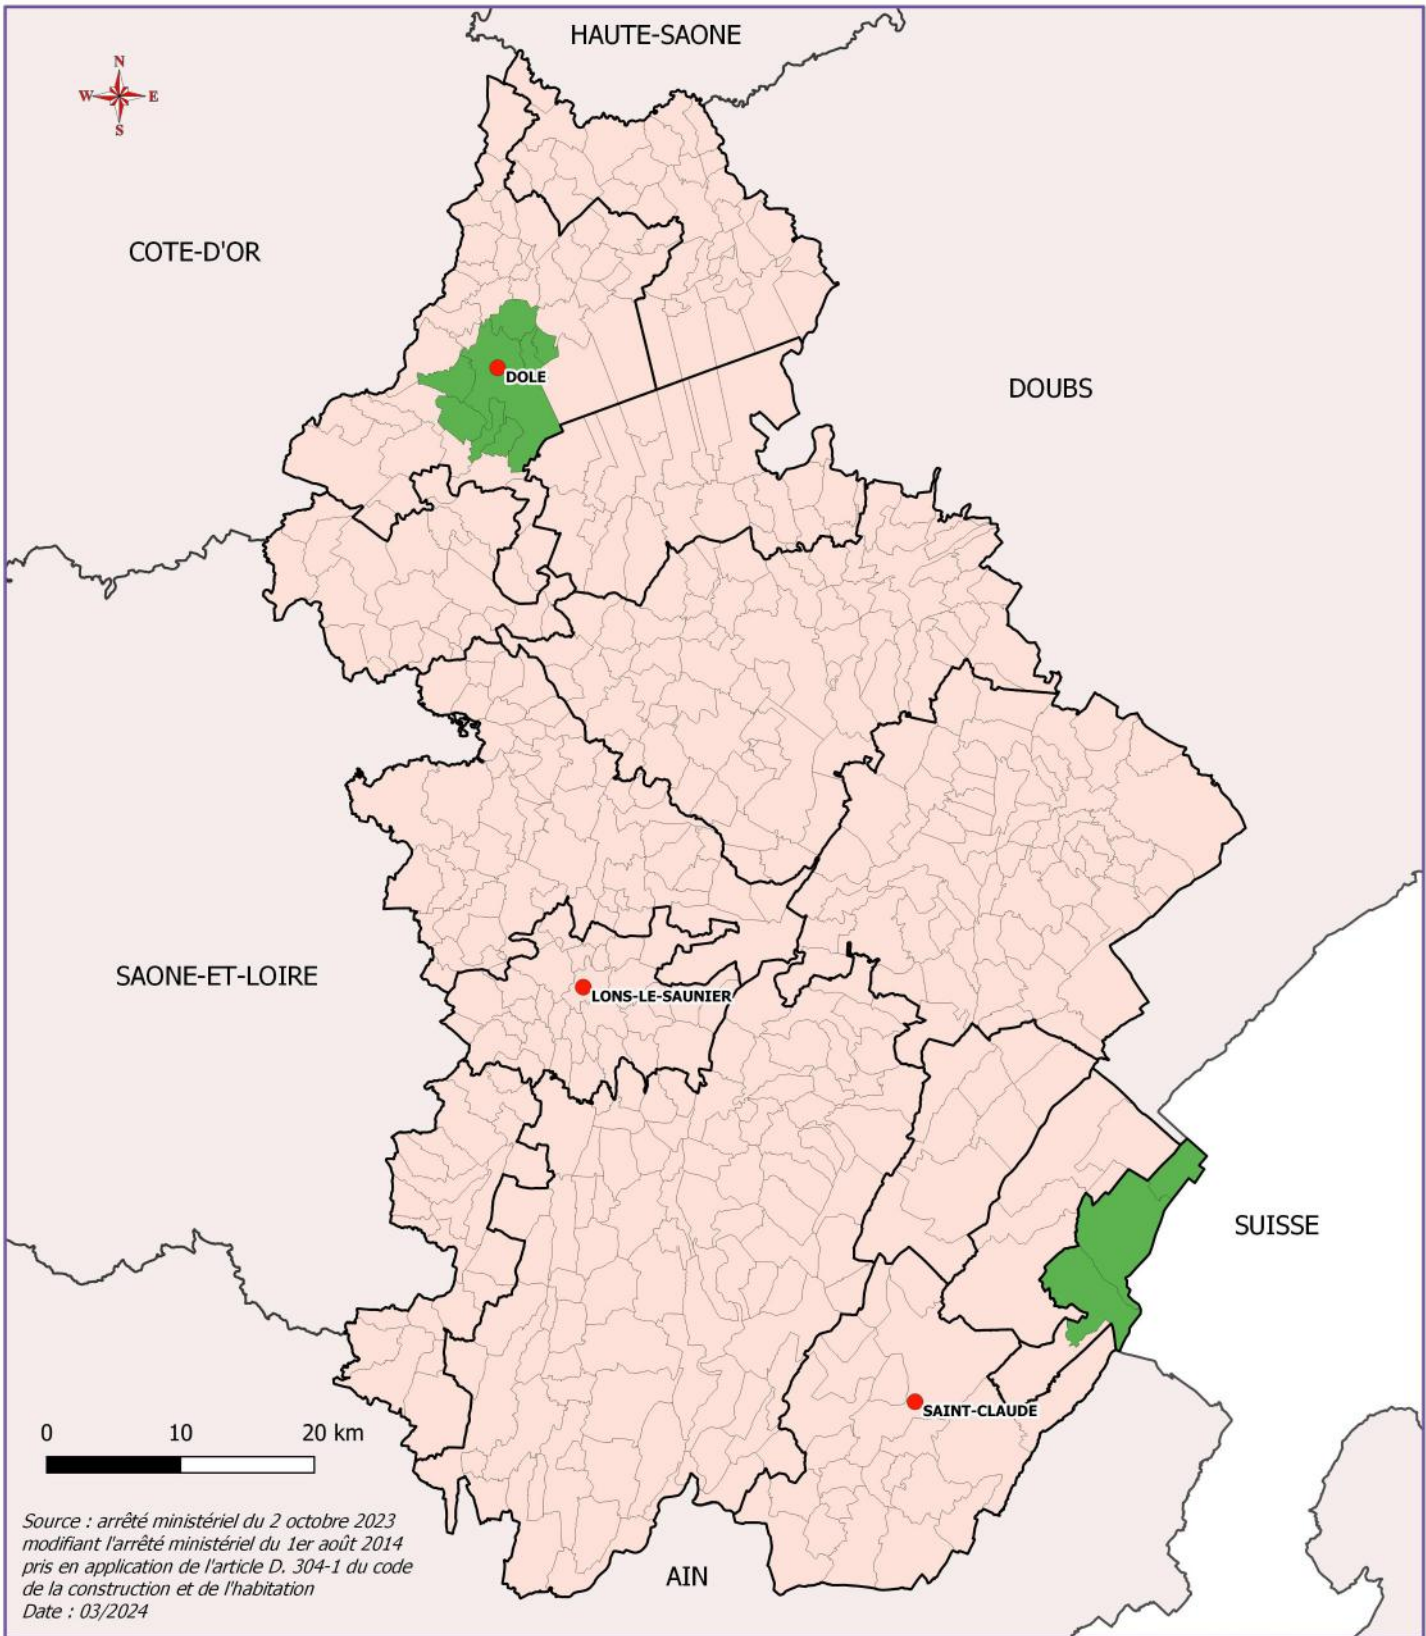 HAUTE-SAONE
N
W E
S
COTE-D'OR
DOLE
DOUBS
SAONE-ET-LOIRE
LONS-LE-SAUNIER
SUISSE
SAINT-CLAUDE
0 10 20 km
Source : arrêté ministériel du 2 octobre 2023
modifiant l'arrêté ministériel du 1er août 2014
pris en application de l'article D. 304-1 du code
de la construction et de l'habitation
Date : 03/2024
AIN